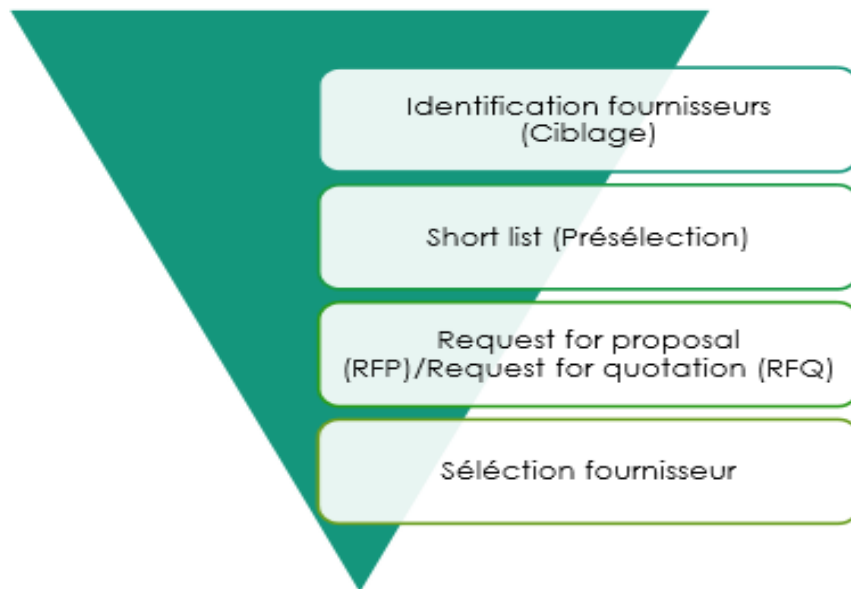 Identification fournisseurs
(Ciblage)
Short list (Présélection)
Request for proposal
(RFP)/Request for quotation (RFQ)
Séléction fournisseur